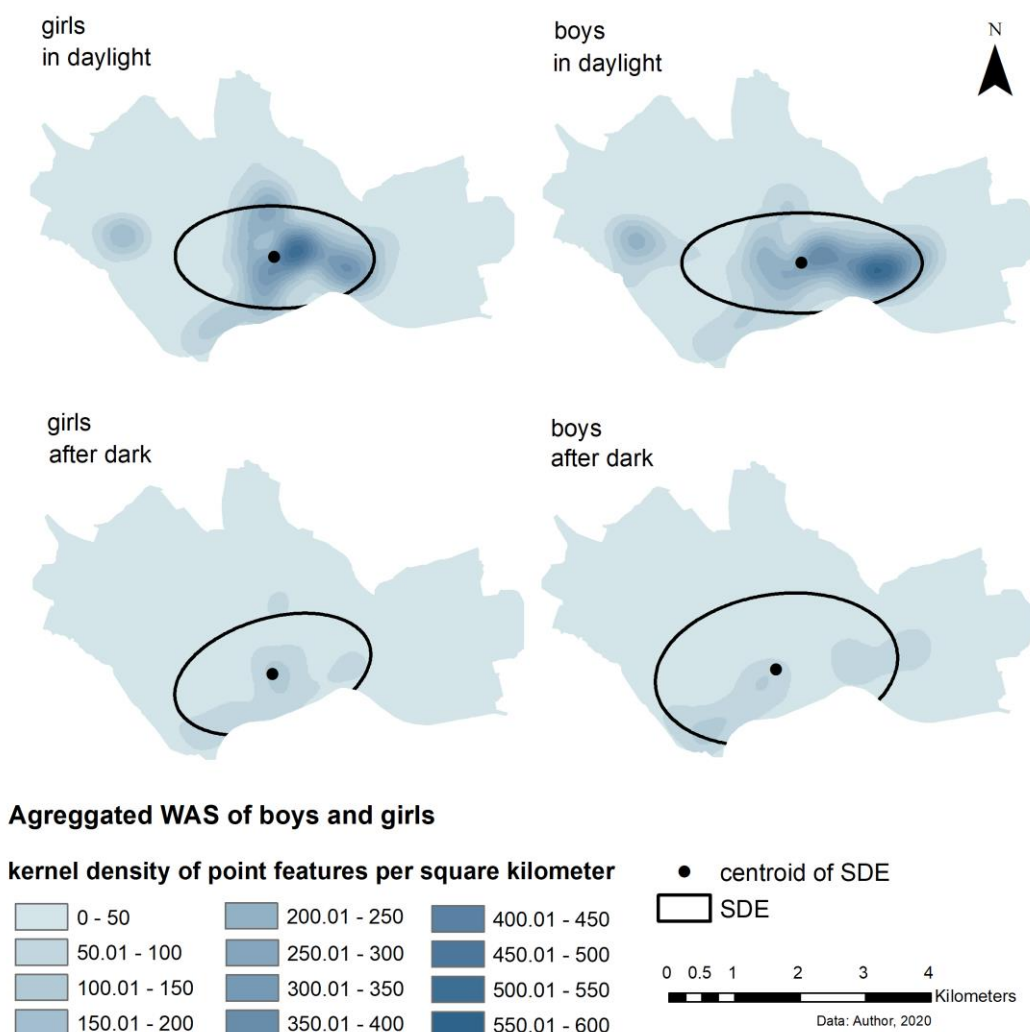 girls
in daylight
boys
in daylight
N
girls
after dark
boys
after dark
Agreggated WAS of boys and girls
kernel density of point features per square kilometer
0 - 50
50.01 - 100
100.01 - 150
150.01 - 200
200.01 - 250
250.01 - 300
300.01 - 350
350.01 - 400
400.01 - 450
450.01 - 500
500.01 - 550
550.01 - 600
centroid of SDE
SDE
0 0.5 1 2 3 4
Kilometers
Data: Author, 2020